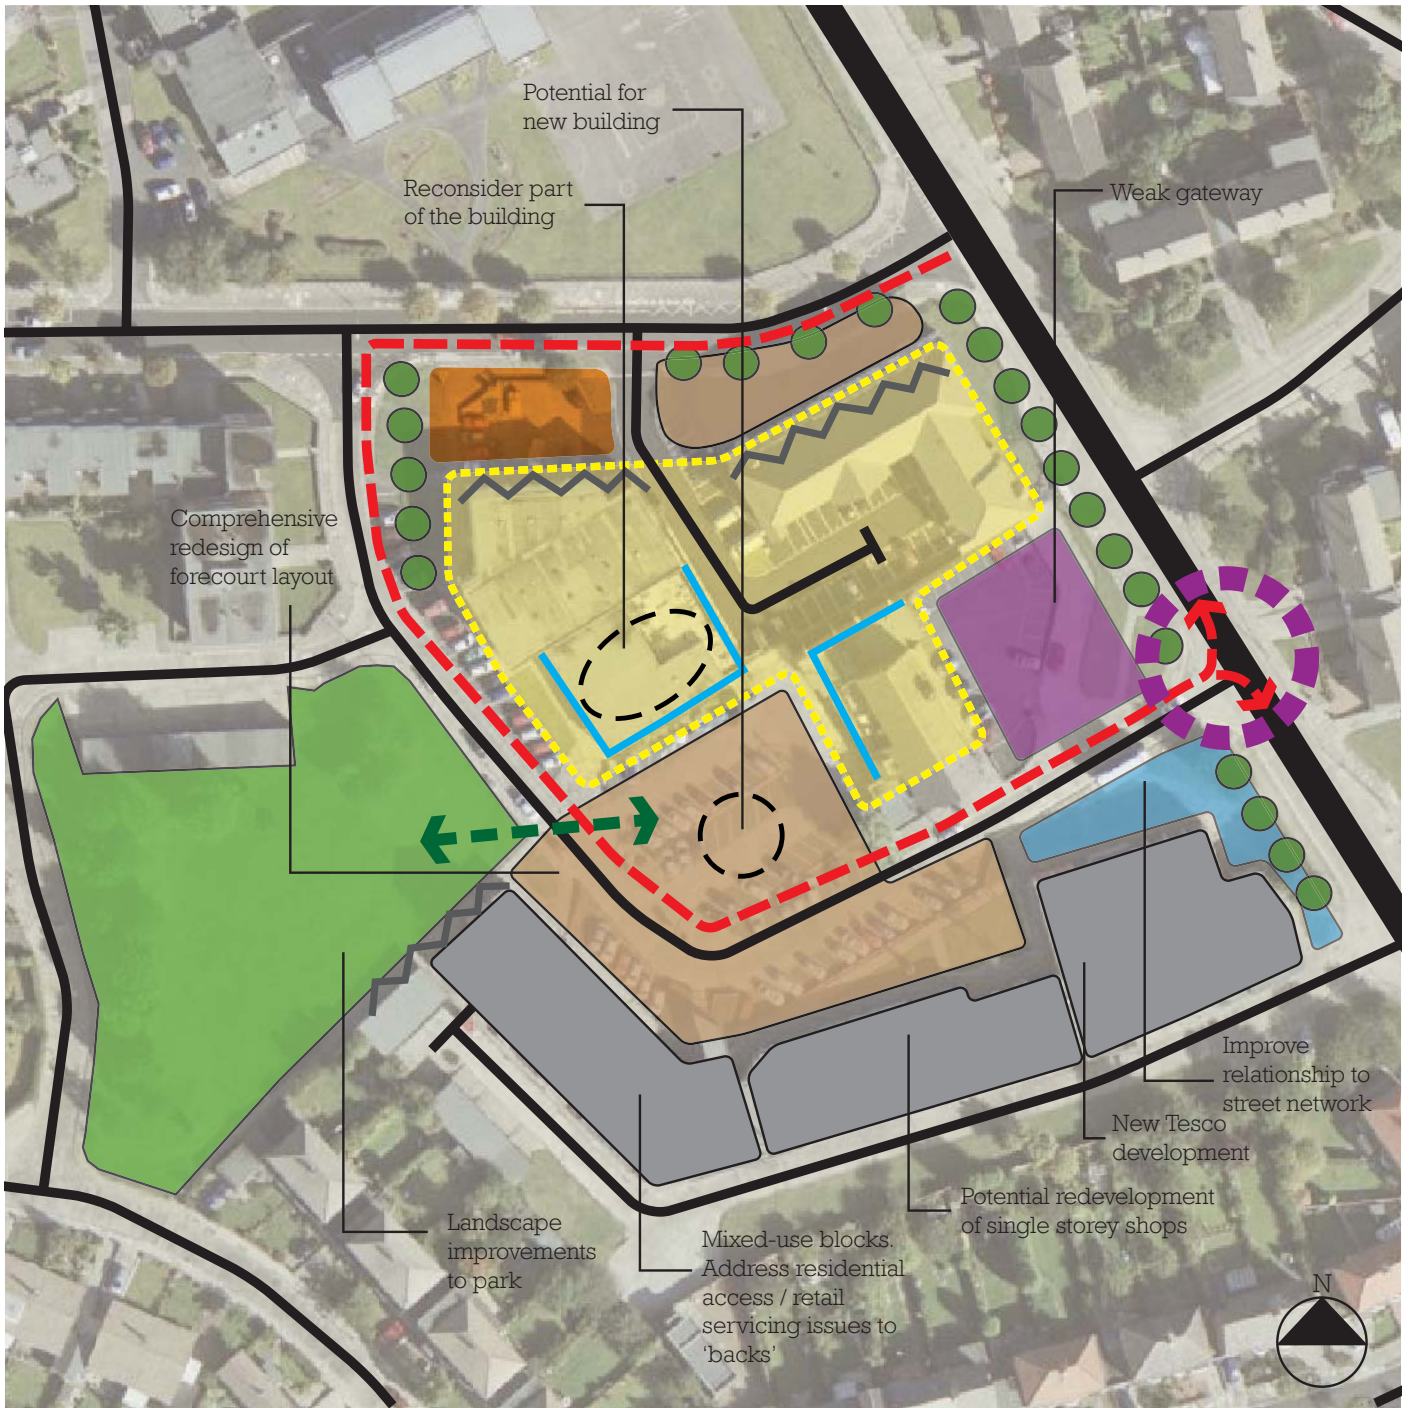 Potential for
new building
Reconsider part
of the building
Weak gateway
Comprehensive
redesign of
forecourt layout
Improve
relationship to
street network
New Tesco
development
Potential redevelopment
of single storey shops
Landscape
improvements
to park
Mixed-use blocks.
Address residential
access / retail
servicing issues to
‘backs’
N